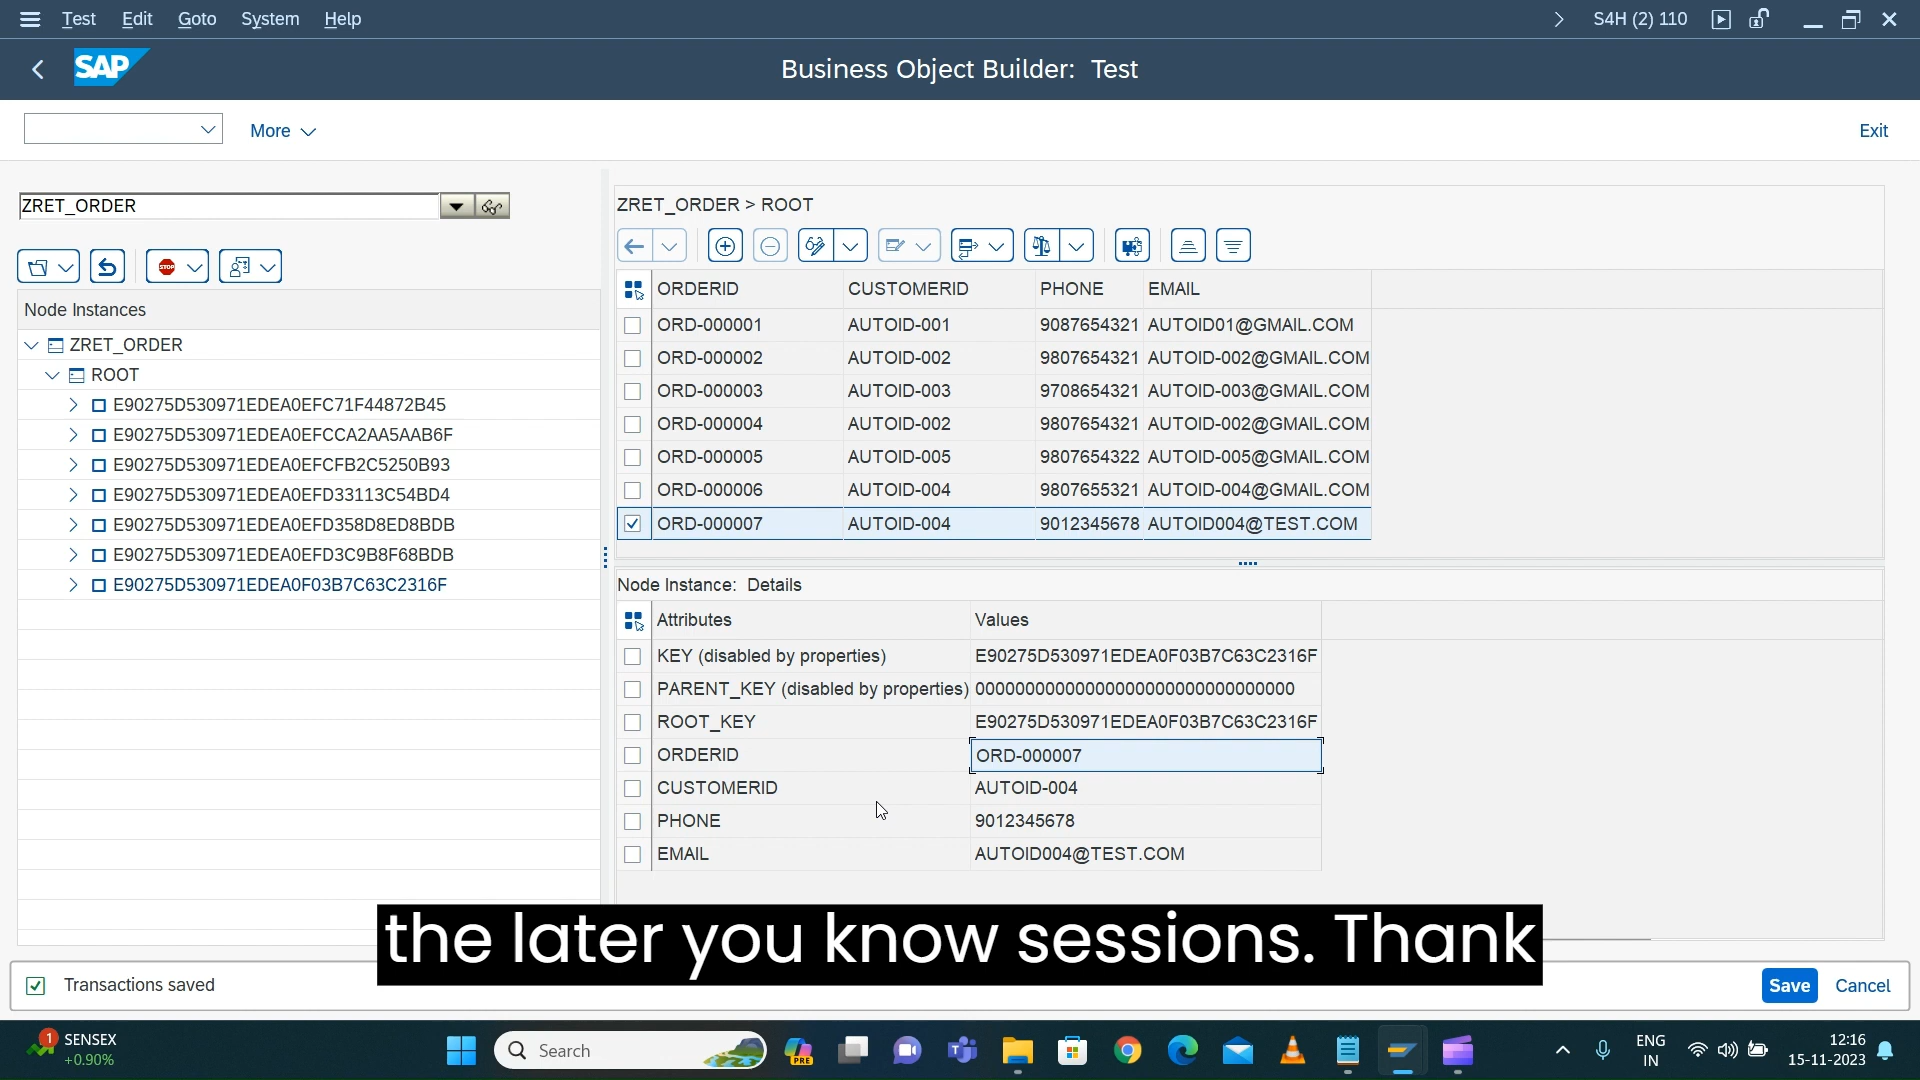 Test Edit Goto System Help S4H (2) 110
SAP Business Object Builder: Test
More Exit
ZRET_ORDER
ZRET_ORDER > ROOT
STOP
Node Instances
ORDERID CUSTOMERID PHONE EMAIL
ZRET_ORDER
ROOT
E90275D530971EDEA0EFC71F44872B45
E90275D530971EDEA0EFCCA2AA5AAB6F
E90275D530971EDEA0EFCFB2C5250B93
E90275D530971EDEA0EFD33113C54BD4
E90275D530971EDEA0EFD358D8ED8BDB
E90275D530971EDEA0EFD3C9B8F68BDB
E90275D530971EDEA0F03B7C63C2316F
ORD-000001 AUTOID-001 9087654321 AUTOID01@GMAIL.COM
ORD-000002 AUTOID-002 9807654321 AUTOID-002@GMAIL.COM
ORD-000003 AUTOID-003 9708654321 AUTOID-003@GMAIL.COM
ORD-000004 AUTOID-002 9807654321 AUTOID-002@GMAIL.COM
ORD-000005 AUTOID-005 9807654322 AUTOID-005@GMAIL.COM
ORD-000006 AUTOID-004 9807655321 AUTOID-004@GMAIL.COM
ORD-000007 AUTOID-004 9012345678 AUTOID004@TEST.COM
Node Instance: Details
Attributes Values
KEY (disabled by properties) E90275D530971EDEA0F03B7C63C2316F
PARENT_KEY (disabled by properties) 00000000000000000000000000000000
ROOT_KEY E90275D530971EDEA0F03B7C63C2316F
ORDERID ORD-000007
CUSTOMERID AUTOID-004
PHONE 9012345678
EMAIL AUTOID004@TEST.COM
the later you know sessions. Thank
Transactions saved Save Cancel
1 SENSEX
+0.90%
Search
PRE
ENG
IN
12:16
15-11-2023